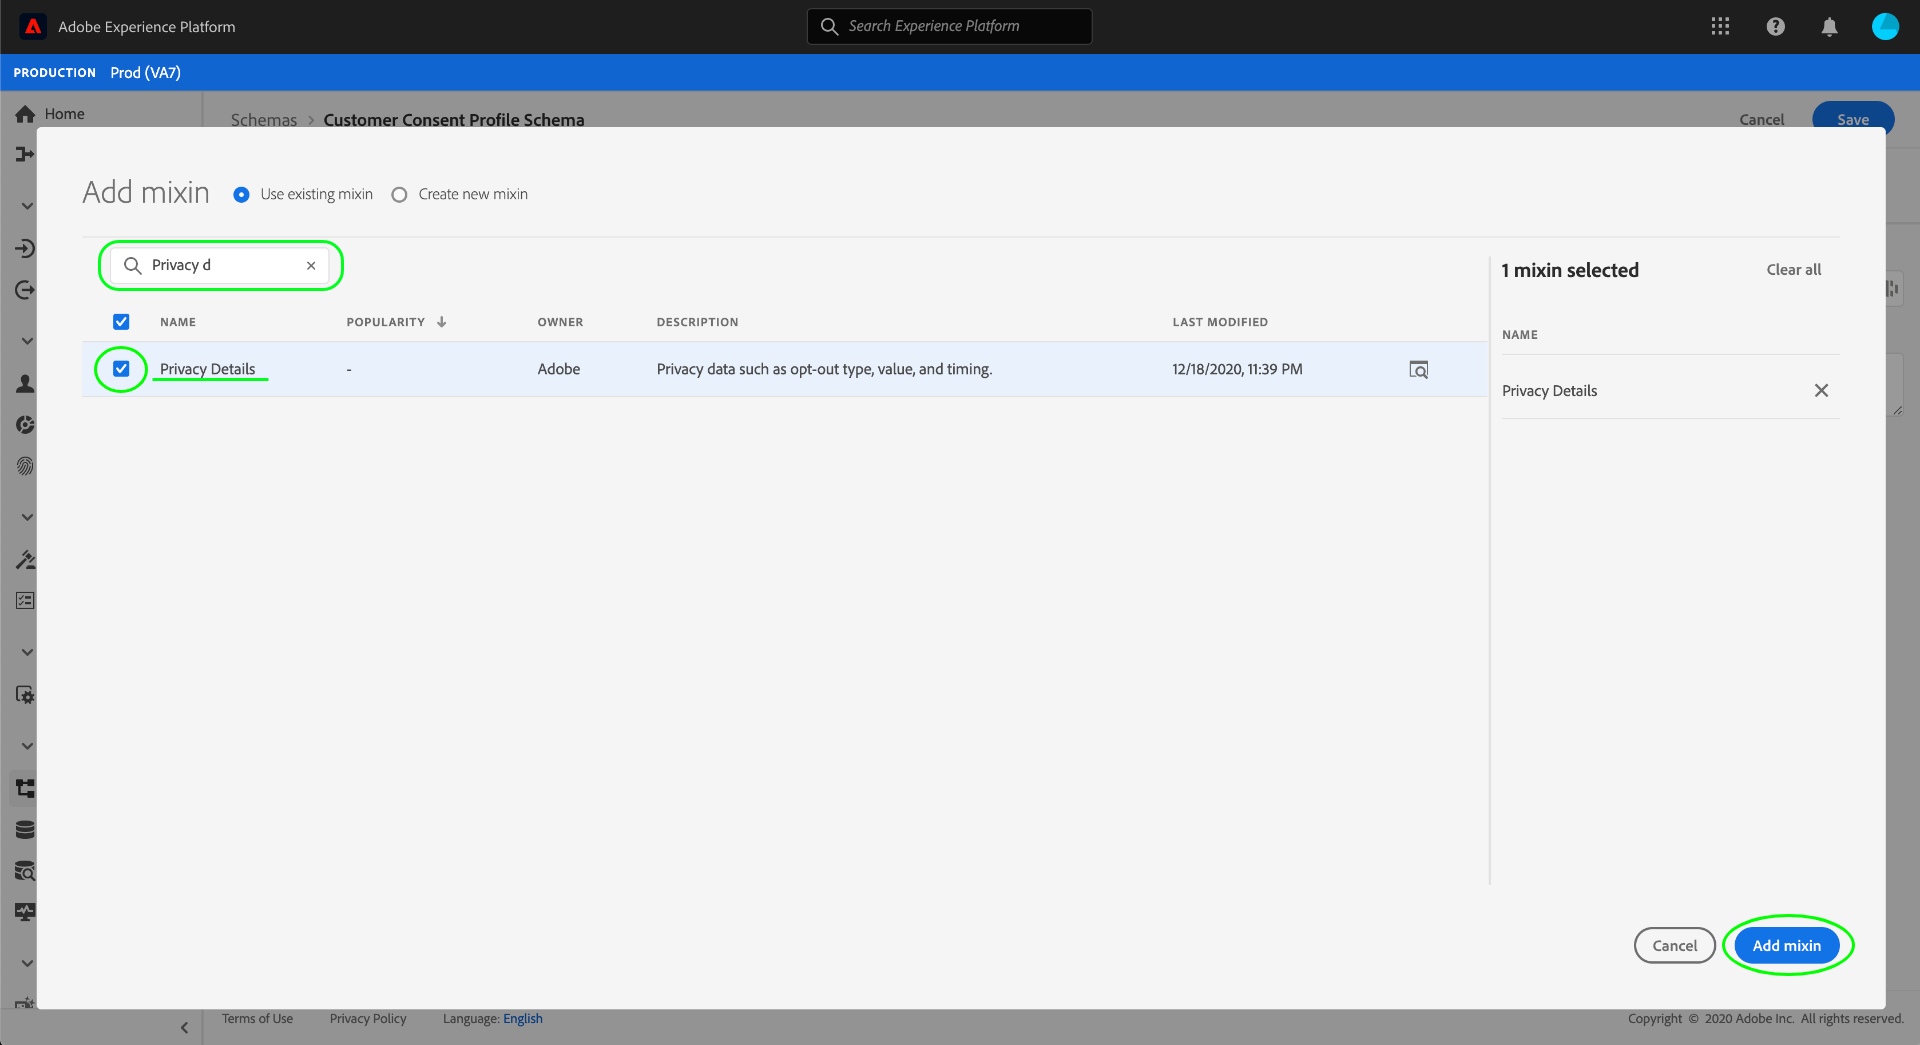 Adobe Experience Platform
Search Experience Platform
PRODUCTION Prod (VA7)
Home
Schemas > Customer Consent Profile Schema
Cancel
Save
Add mixin
Use existing mixin
Create new mixin
Privacy d
1 mixin selected
Clear all
NAME POPULARITY OWNER DESCRIPTION LAST MODIFIED
NAME
Privacy Details - Adobe Privacy data such as opt-out type, value, and timing. 12/18/2020, 11:39 PM
Privacy Details
Cancel
Add mixin
Terms of Use Privacy Policy Language: English
Copyright © 2020 Adobe Inc. All rights reserved.